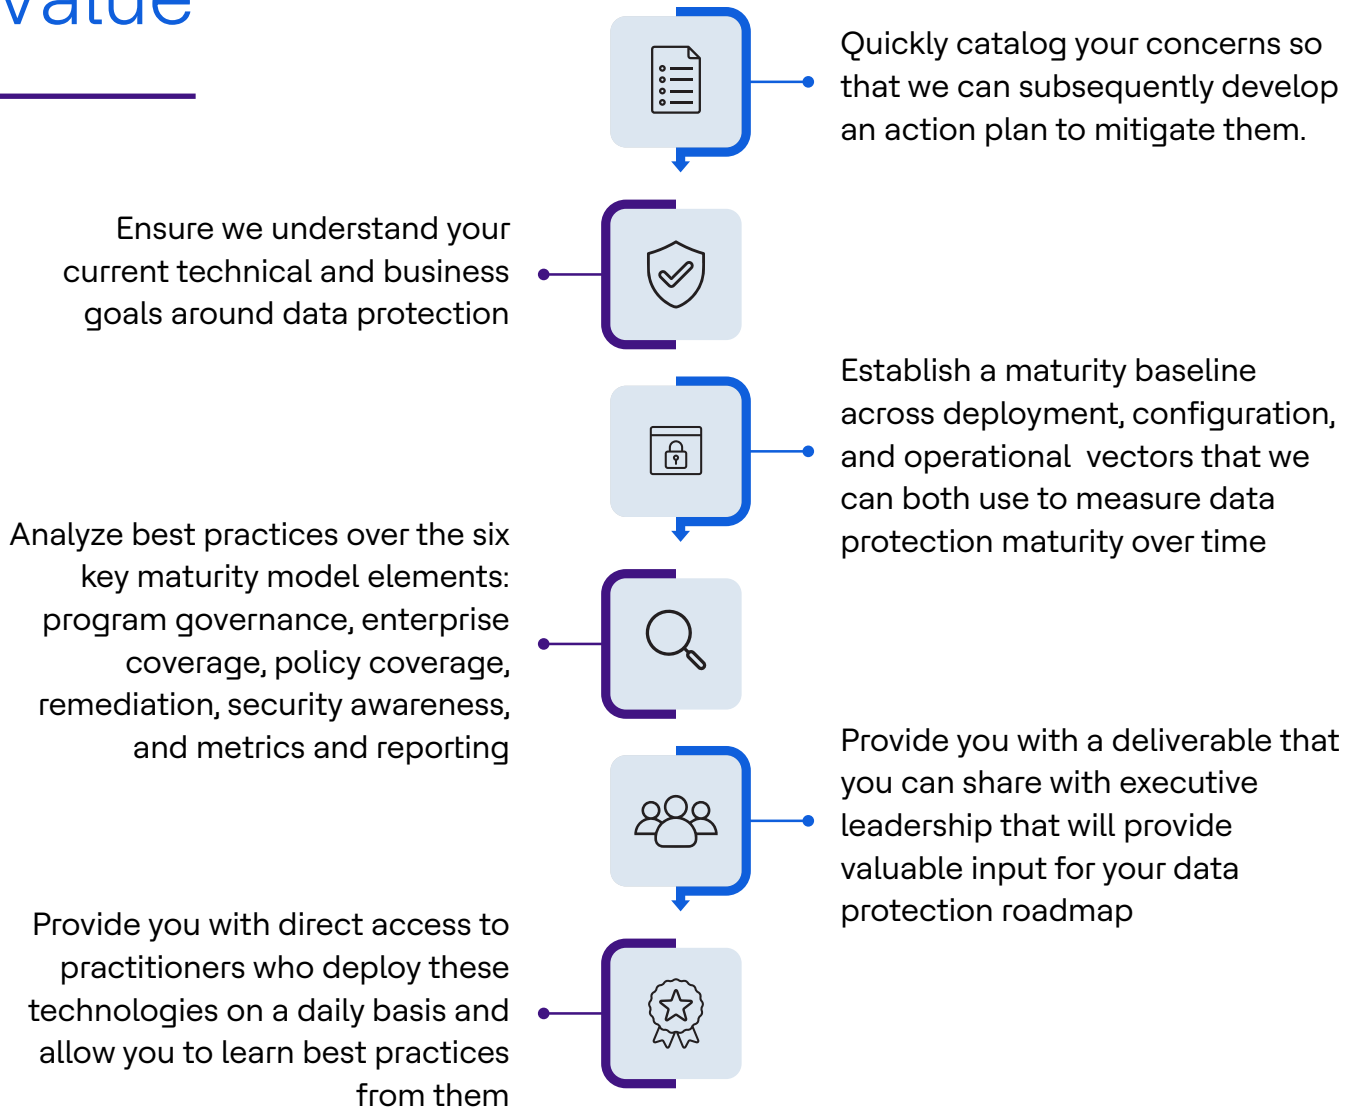 Value
Quickly catalog your concerns so
that we can subsequently develop
an action plan to mitigate them.
Ensure we understand your
current technical and business
goals around data protection
Establish a maturity baseline
across deployment, configuration,
and operational  vectors that we
can both use to measure data
protection maturity over time
Analyze best practices over the six
key maturity model elements:
program governance, enterprise
coverage, policy coverage,
remediation, security awareness,
and metrics and reporting
Provide you with a deliverable that
you can share with executive
leadership that will provide
valuable input for your data
protection roadmap
Provide you with direct access to
practitioners who deploy these
technologies on a daily basis and
allow you to learn best practices
from them